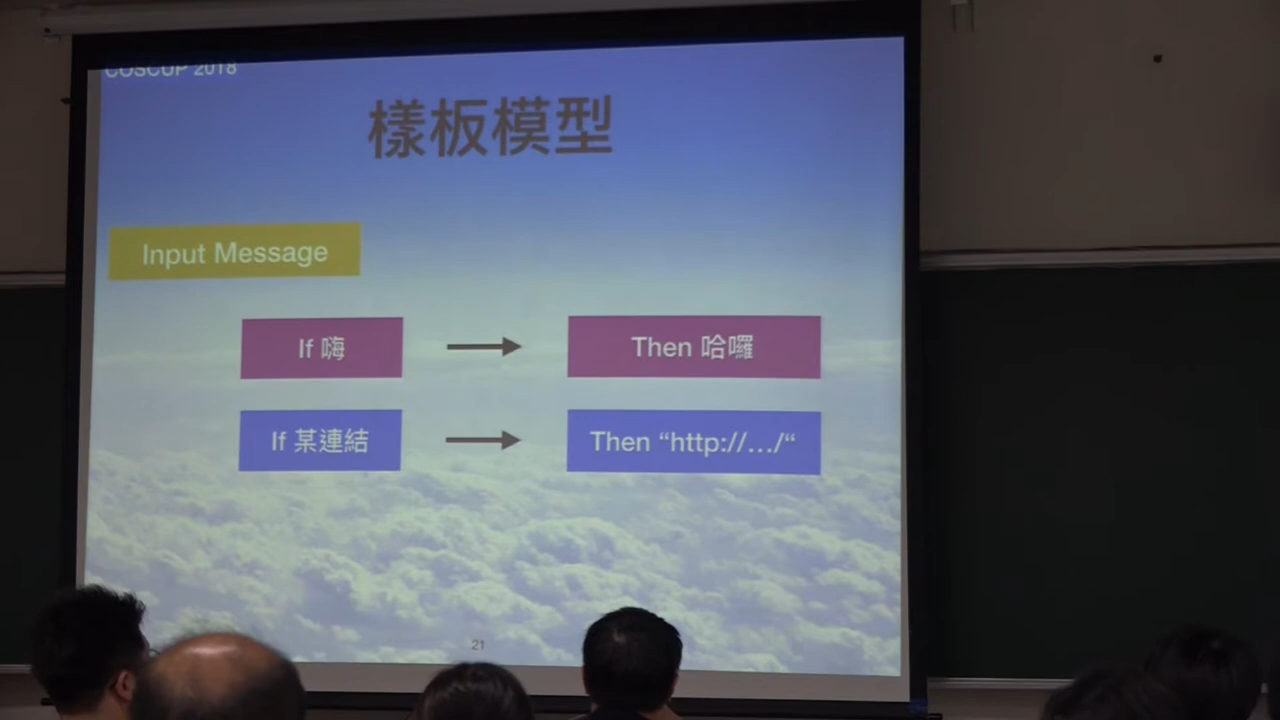 COSCUP 2018
樣板模型
Input Message
If 嗨
Then 哈囉
If 某連結
Then “http://…/“
21